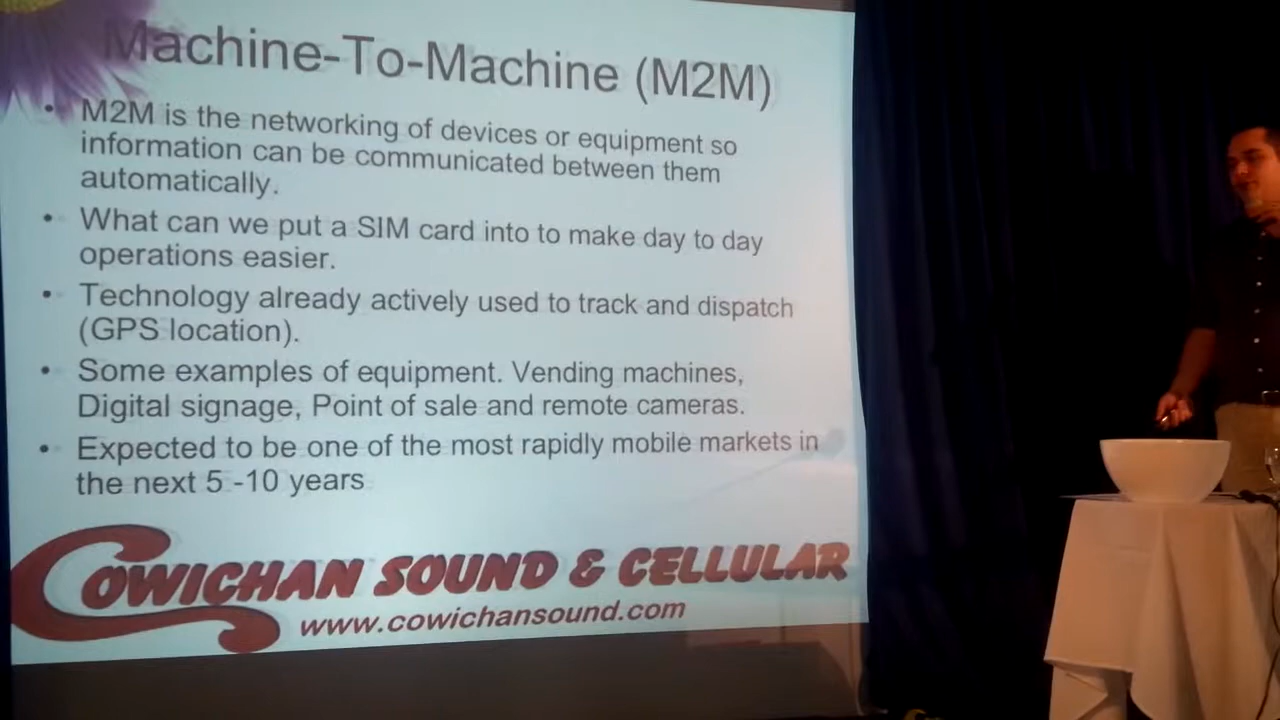 Machine-To-Machine (M2M)
• M2M is the networking of devices or equipment so
information can be communicated between them
automatically.
• What can we put a SIM card into to make day to day
operations easier.
• Technology already actively used to track and dispatch
(GPS location).
• Some examples of equipment. Vending machines,
Digital signage, Point of sale and remote cameras.
• Expected to be one of the most rapidly mobile markets in
the next 5 -10 years
COWICHAN SOUND & CELLULAR
www.cowichansound.com